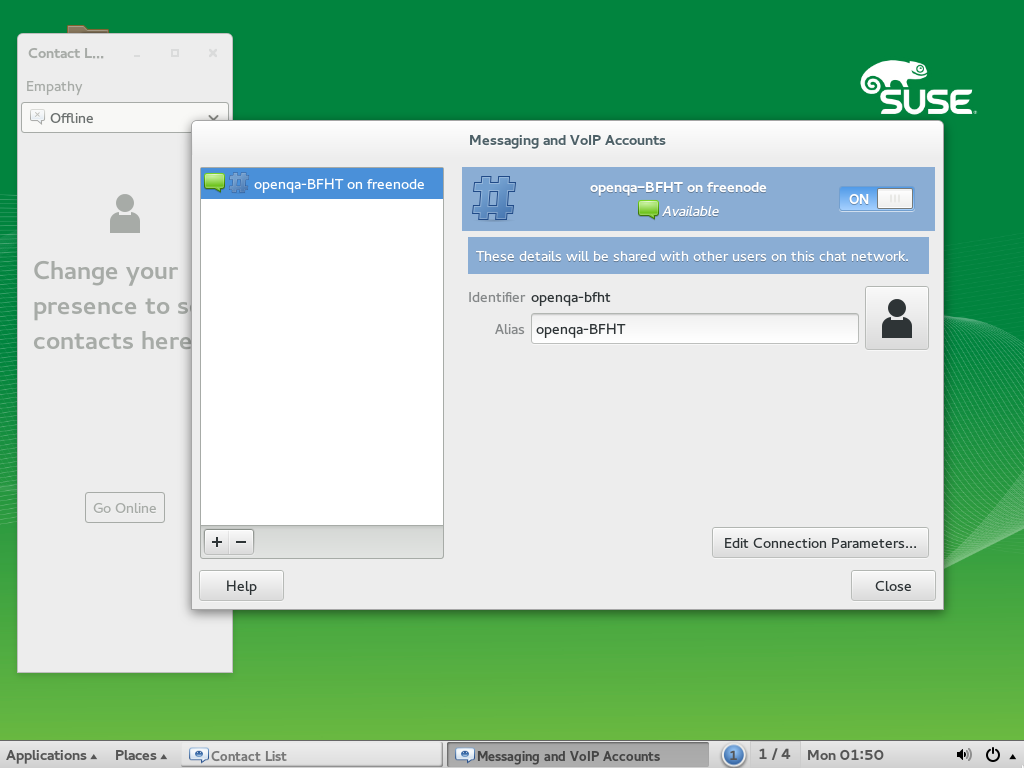 Contact L...
Empathy
Offline
Change your
presence to s
contacts here
Go Online
SUSE
Messaging and VoIP Accounts
openqa-BFHT on freenode
openqa-BFHT on freenode
Available
ON
These details will be shared with other users on this chat network.
Identifier openqa-bfht
Alias openqa-BFHT
+ −
Edit Connection Parameters...
Help
Close
Applications Places Contact List Messaging and VoIP Accounts 1 1 / 4 Mon 01:50